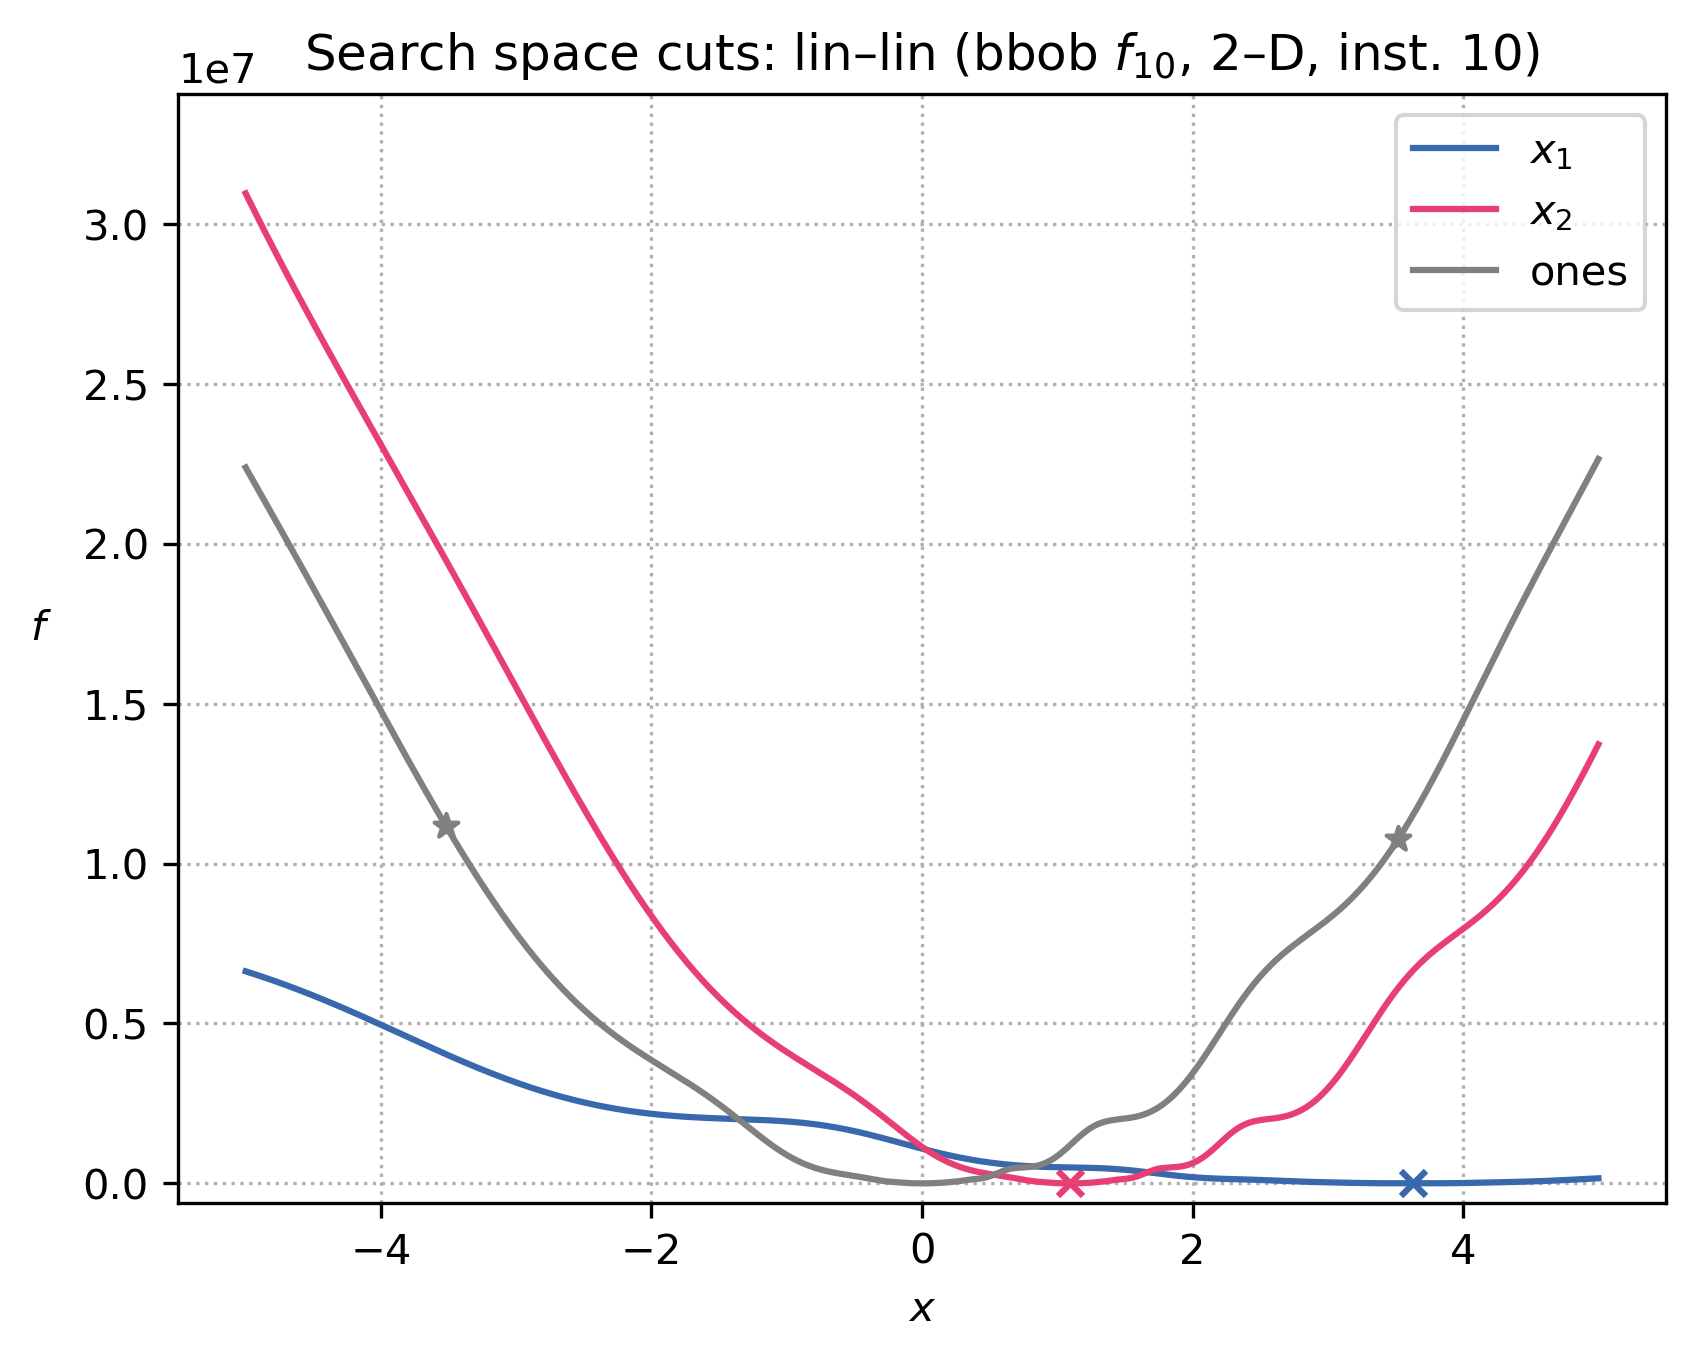 Search space cuts: lin–lin (bbob f₁₀, 2–D, inst. 10)
1e7
x₁
x₂
ones
3.0
2.5
2.0
1.5
1.0
0.5
0.0
f
−4 −2 0 2 4
x